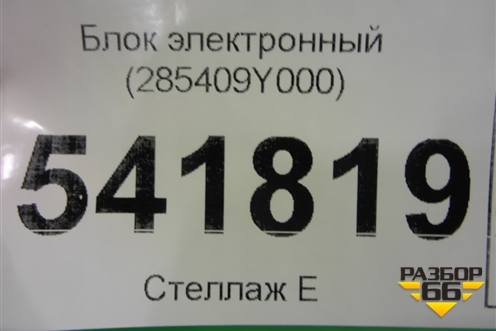 Блок электронный
(285409Y000)
541819
Стеллаж Е
РАЗБОР
66